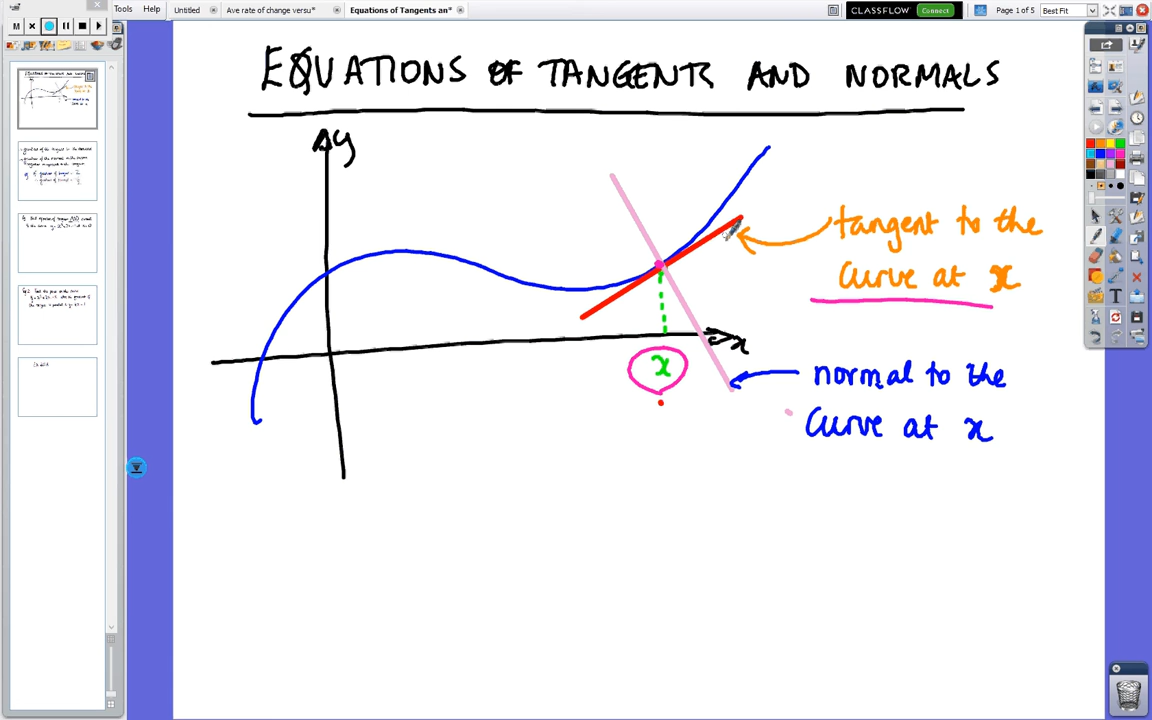 Tools Help Untitled Ave rate of change versu* Equations of Tangents an* CLASSFLOW Connect Page 1 of 5 Best Fit
EQUATIONS OF TANGENTS AND NORMALS
y
tangent to the
curve at x
x
x
normal to the
curve at x